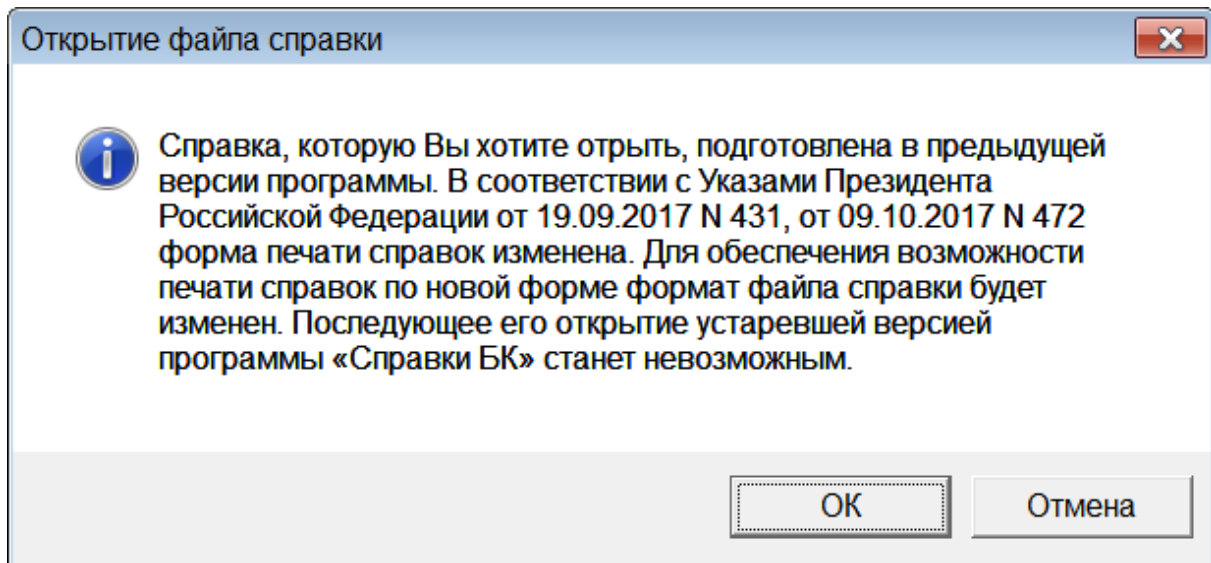 Открытие файла справки
Справка, которую Вы хотите отрыть, подготовлена в предыдущей
версии программы. В соответствии с Указами Президента
Российской Федерации от 19.09.2017 N 431, от 09.10.2017 N 472
форма печати справок изменена. Для обеспечения возможности
печати справок по новой форме формат файла справки будет
изменен. Последующее его открытие устаревшей версией
программы «Справки БК» станет невозможным.
ОК
Отмена